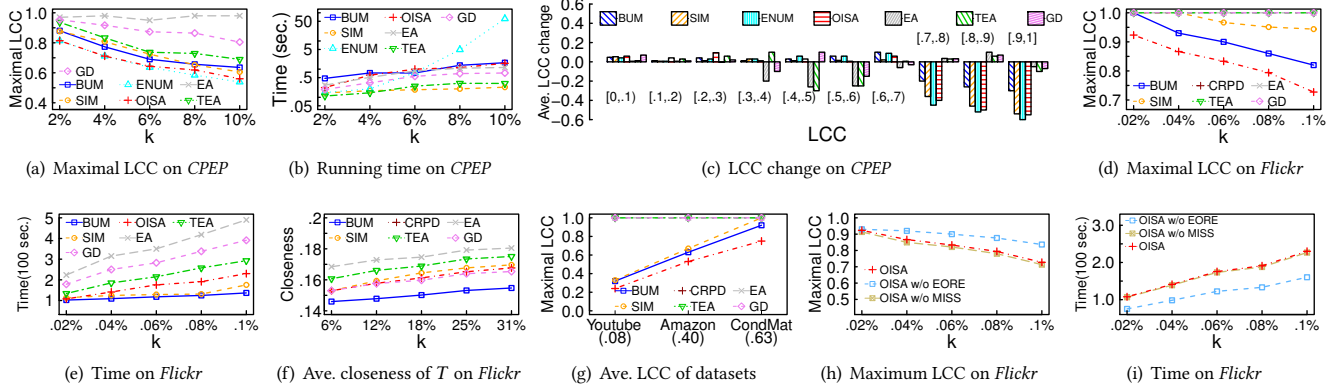 Maximal LCC
1
0.8
0.6
0.4
2% 4% 6% 8% 10%
k
BUM OISA GD
SIM EA
ENUM TEA
Time (sec.)
50
5
.5
.05
2% 4% 6% 8% 10%
k
BUM SIM ENUM OISA EA TEA GD
Ave. LCC change
0.4
0.2
0.0
-.2
-.4
-0.6
[0,.1) [.1,.2) [.2,.3) [.3,.4) [.4,.5) [.5,.6) [.6,.7) [.7,.8) [.8,.9) [.9,1]
LCC
Maximal LCC
1
0.9
0.8
0.7
BUM CRPD EA
SIM TEA GD
.02% .04% .06% .08% .1%
k
(a) Maximal LCC on CPEP
(b) Running time on CPEP
(c) LCC change on CPEP
(d) Maximal LCC on Flickr
Time(100 sec.)
5
4
3
2
1
BUM OISA TEA
SIM EA
GD
.02% .04% .06% .08% .1%
k
Closeness
.2
.18
.16
.14
BUM CRPD EA
SIM TEA GD
6% 12% 18% 25% 31%
k
Maximal LCC
1.0
0.8
0.6
0.4
0.2
0.0
BUM CRPD EA
SIM TEA GD
Youtube Amazon CondMat
(.08) (.40) (.63)
Maximal LCC
1.0
0.9
0.8
0.7
0.6
0.5
OISA
OISA w/o EORE
OISA w/o MISS
.02% .04% .06% .08% .1%
k
Time(100 sec.)
3.0
2.0
1.0
OISA w/o EORE
OISA w/o MISS
OISA
.02% .04% .06% .08% .1%
k
(e) Time on Flickr
(f) Ave. closeness of T on Flickr
(g) Ave. LCC of datasets
(h) Maximum LCC on Flickr
(i) Time on Flickr